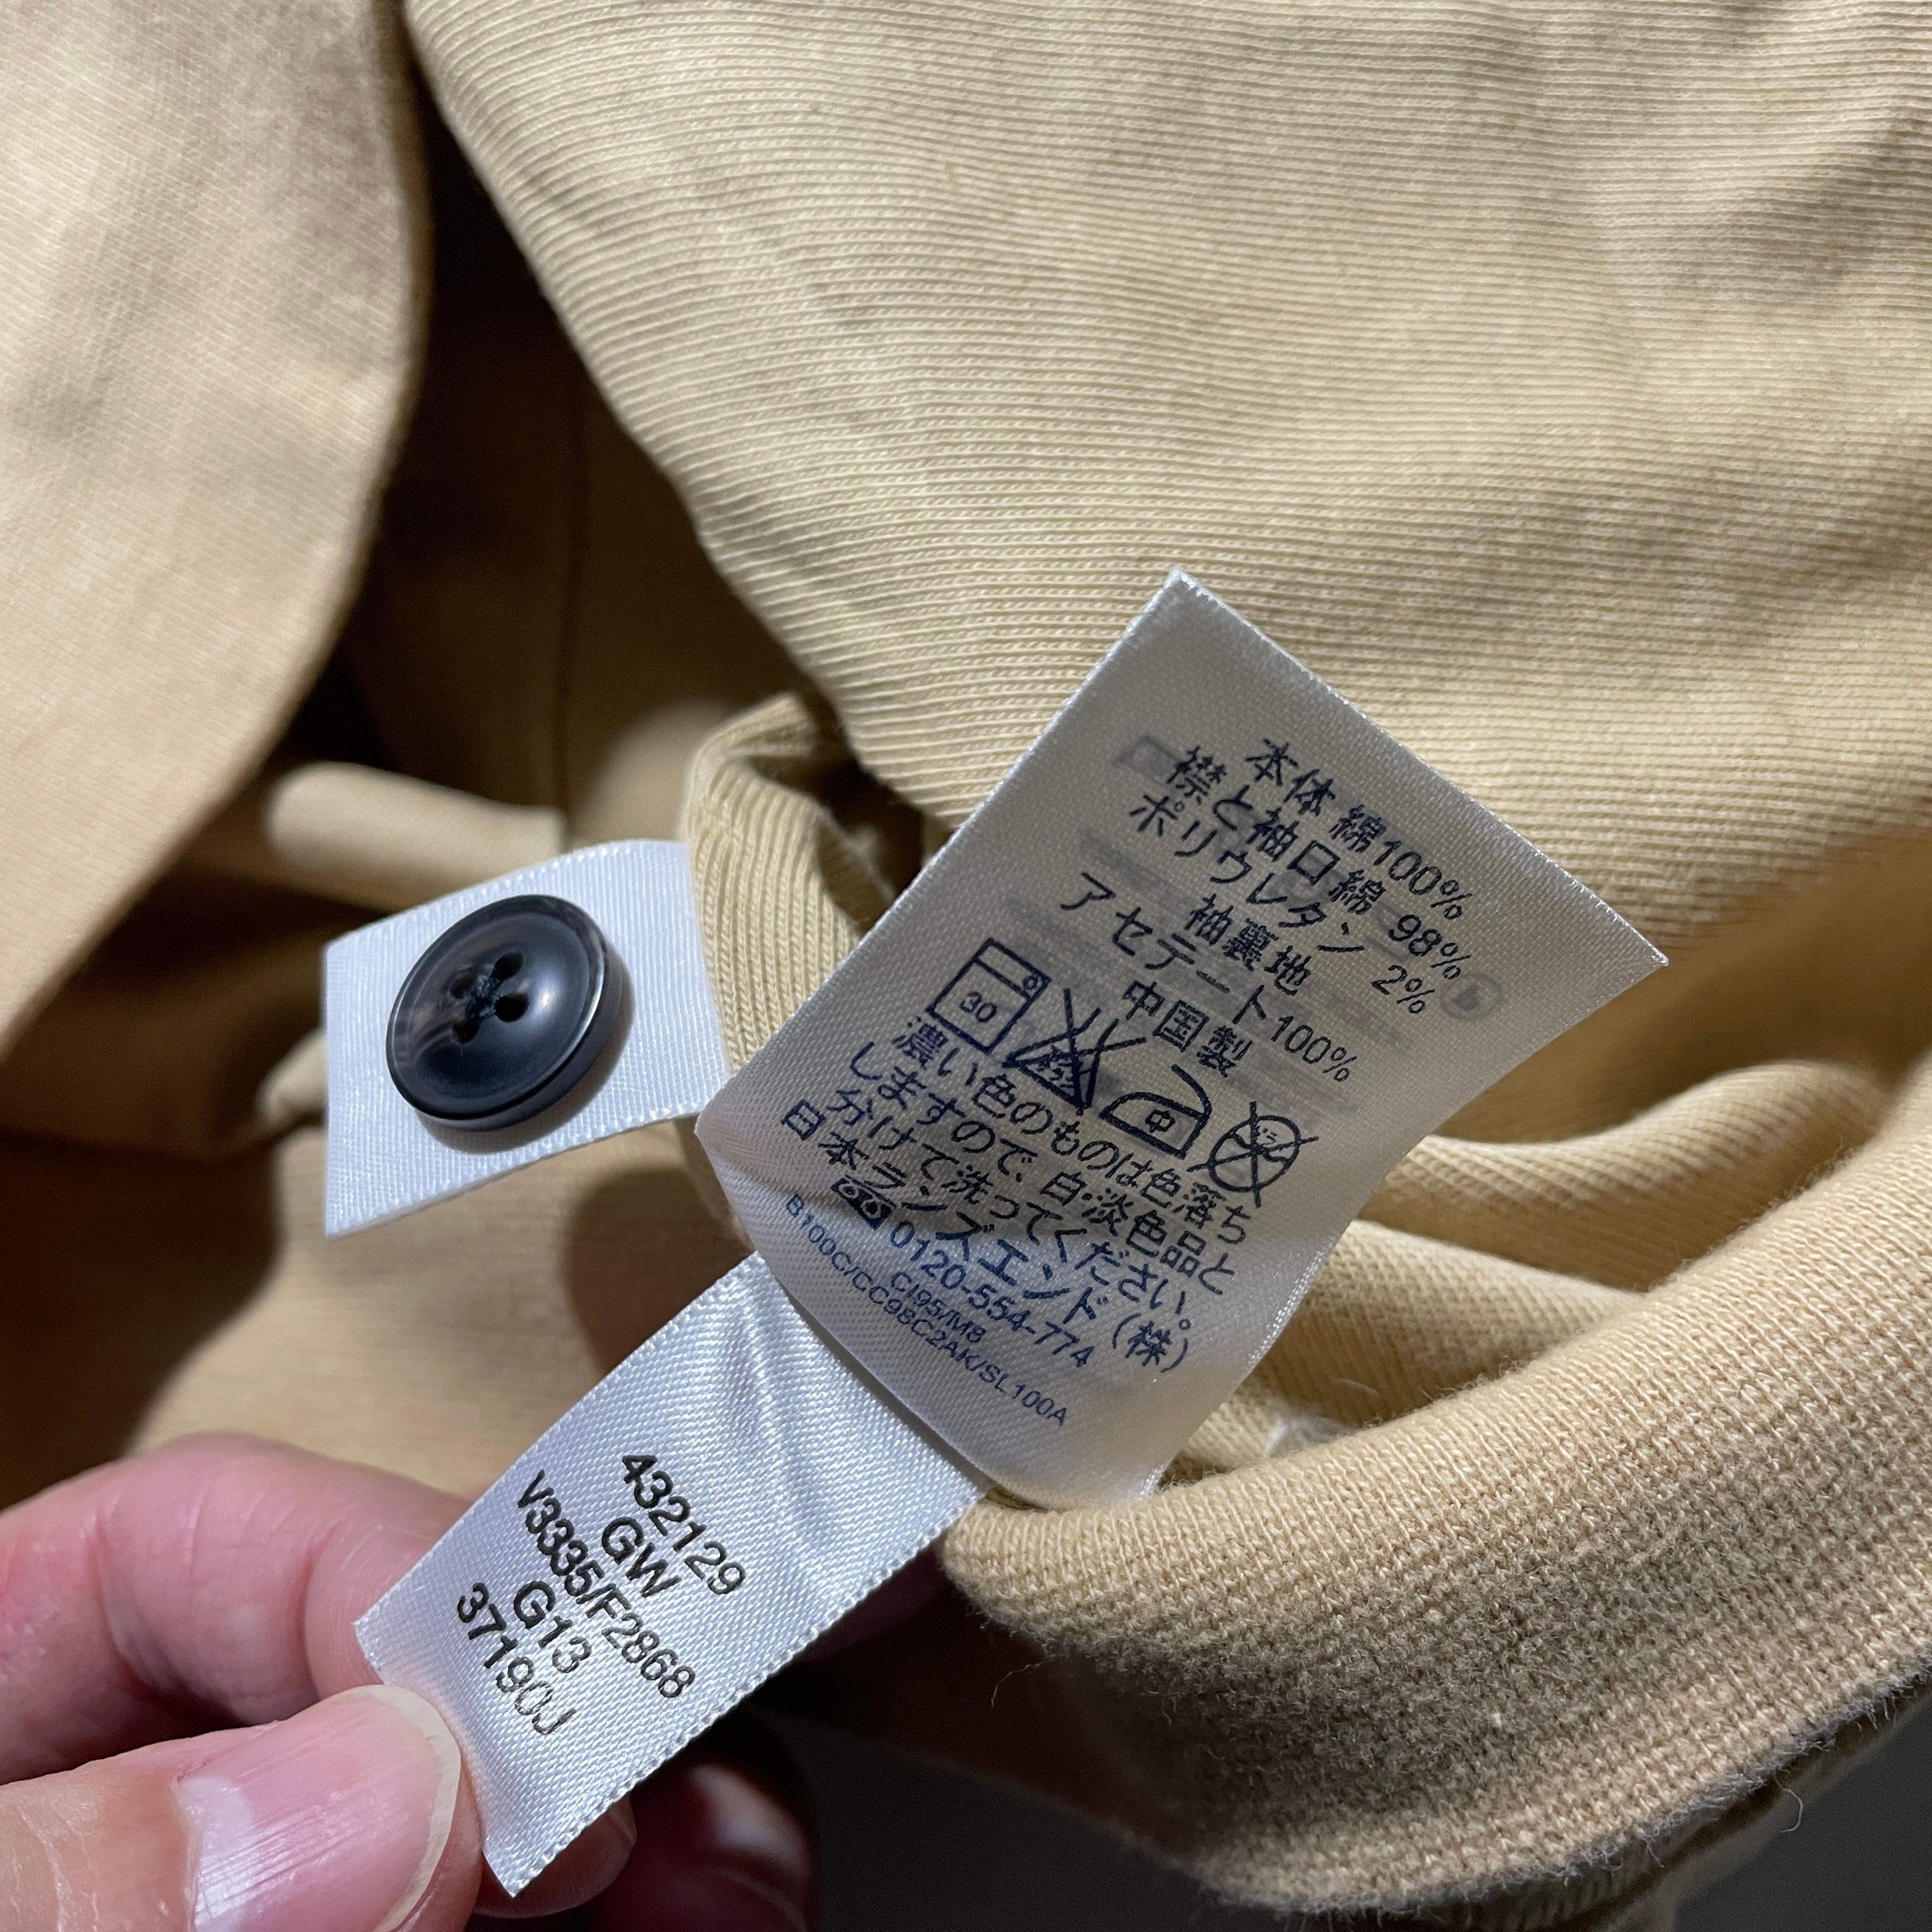 本体 綿100%
襟と袖口綿 98%
ポリウレタン 2%
袖裏地
アセテート100%
中国製
30
中
濃い色のものは色落ち
しますので、白・淡色品と
分けて洗ってください。
日本ランズエンド(株)
0120-554-774
CI95/M8
B100C/CC98C2AK/SL100A
432129
GW
V3335/F2868
G13
37190J